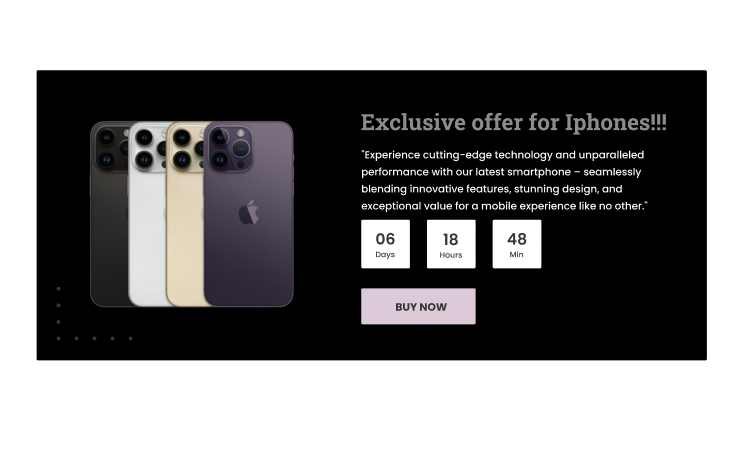 Exclusive offer for Iphones!!!
"Experience cutting-edge technology and unparalleled
performance with our latest smartphone – seamlessly
blending innovative features, stunning design, and
exceptional value for a mobile experience like no other."
06 18 48
Days Hours Min
BUY NOW